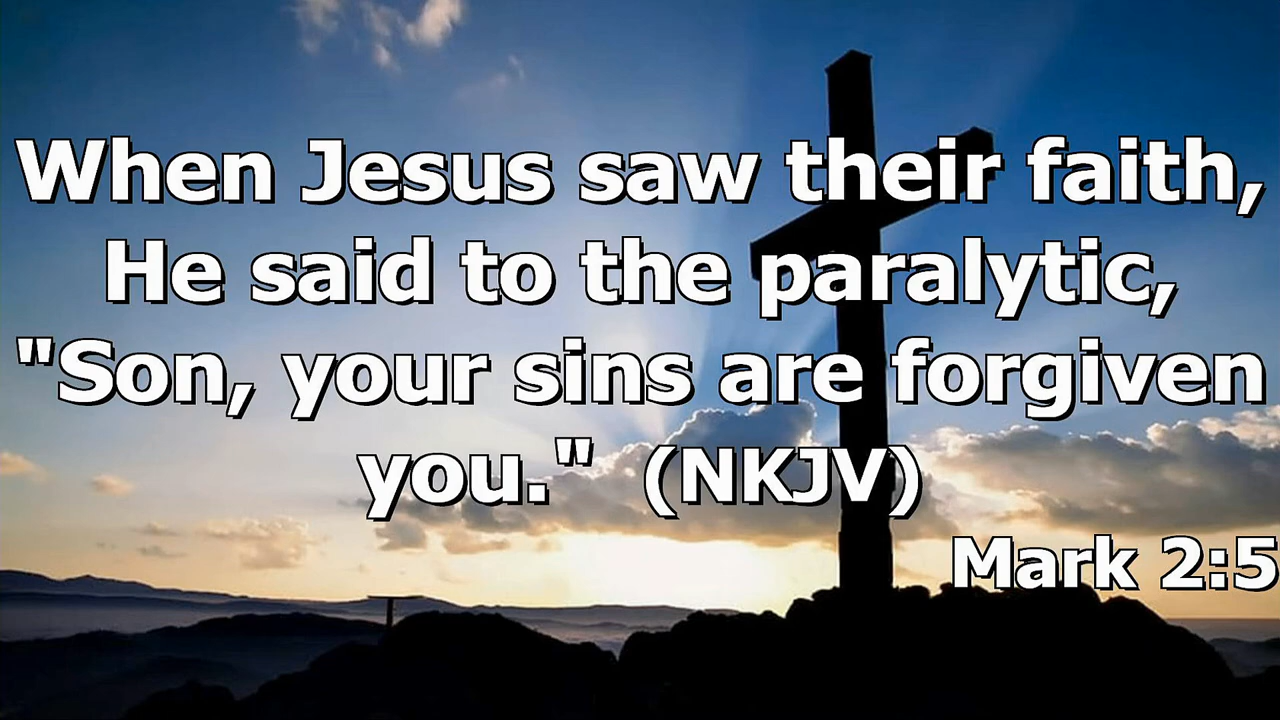 When Jesus saw their faith,
He said to the paralytic,
"Son, your sins are forgiven
you."  (NKJV)
Mark 2:5